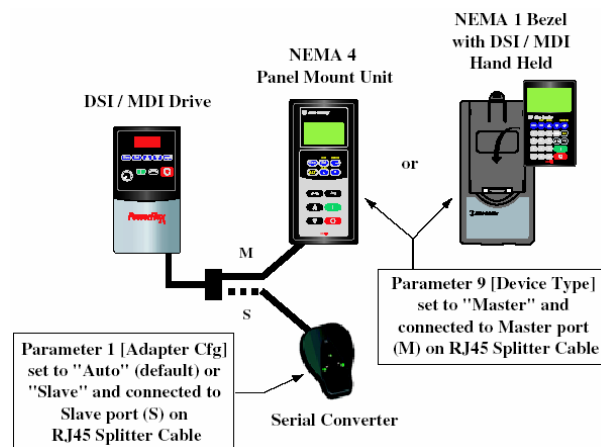 NEMA 1 Bezel
with DSI / MDI
Hand Held
NEMA 4
Panel Mount Unit
DSI / MDI Drive
or
PowerFlex
M
S
Parameter 9 [Device Type]
set to "Master" and
connected to Master port
(M) on RJ45 Splitter Cable
Parameter 1 [Adapter Cfg]
set to "Auto" (default) or
"Slave" and connected to
Slave port (S) on
RJ45 Splitter Cable
Serial Converter